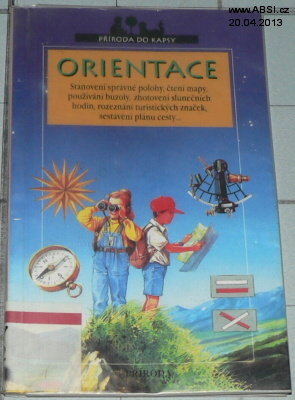 www.ABSI.cz
20.04.2013
PŘÍRODA DO KAPSY
ORIENTACE
Stanovení správné polohy, čtení mapy,
používání buzoly, zhotovení slunečních
hodin, rozeznání turistických značek,
sestavení plánu cesty...
PRÍRODA